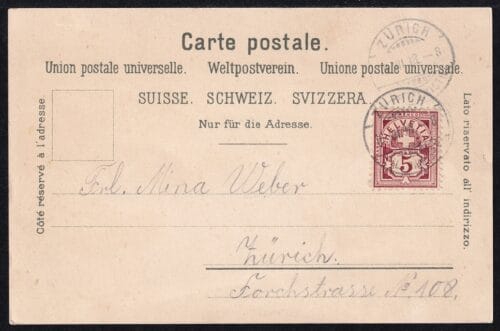 Carte postale.
Union postale universelle. Weltpostverein. Unione postale universale.
SUISSE. SCHWEIZ. SVIZZERA.
Nur für die Adresse.
Côté réservé à l'adresse.
Lato riservato all' indirizzo.
ZÜRICH
ZÜRICH
HELVETIA
5
Frl. Mina Weber
Zürich.
Forchstrasse № 108.